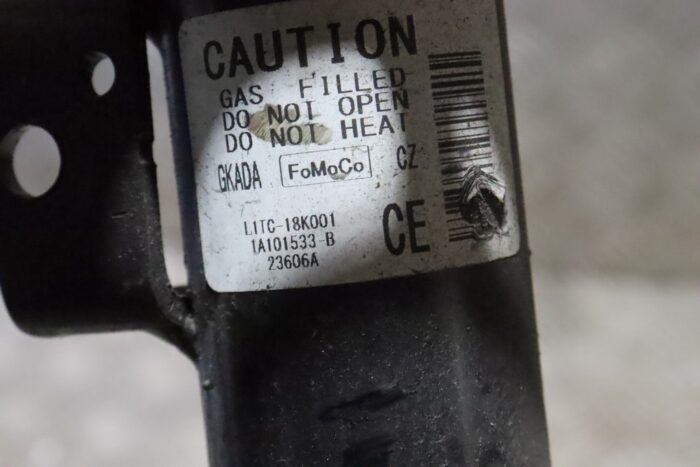 CAUTION
GAS FILLED
DO NOT OPEN
DO NOT HEAT
GKADA FoMoCo CZ
L1TC-18K001
1A101533-B
23606A
CE